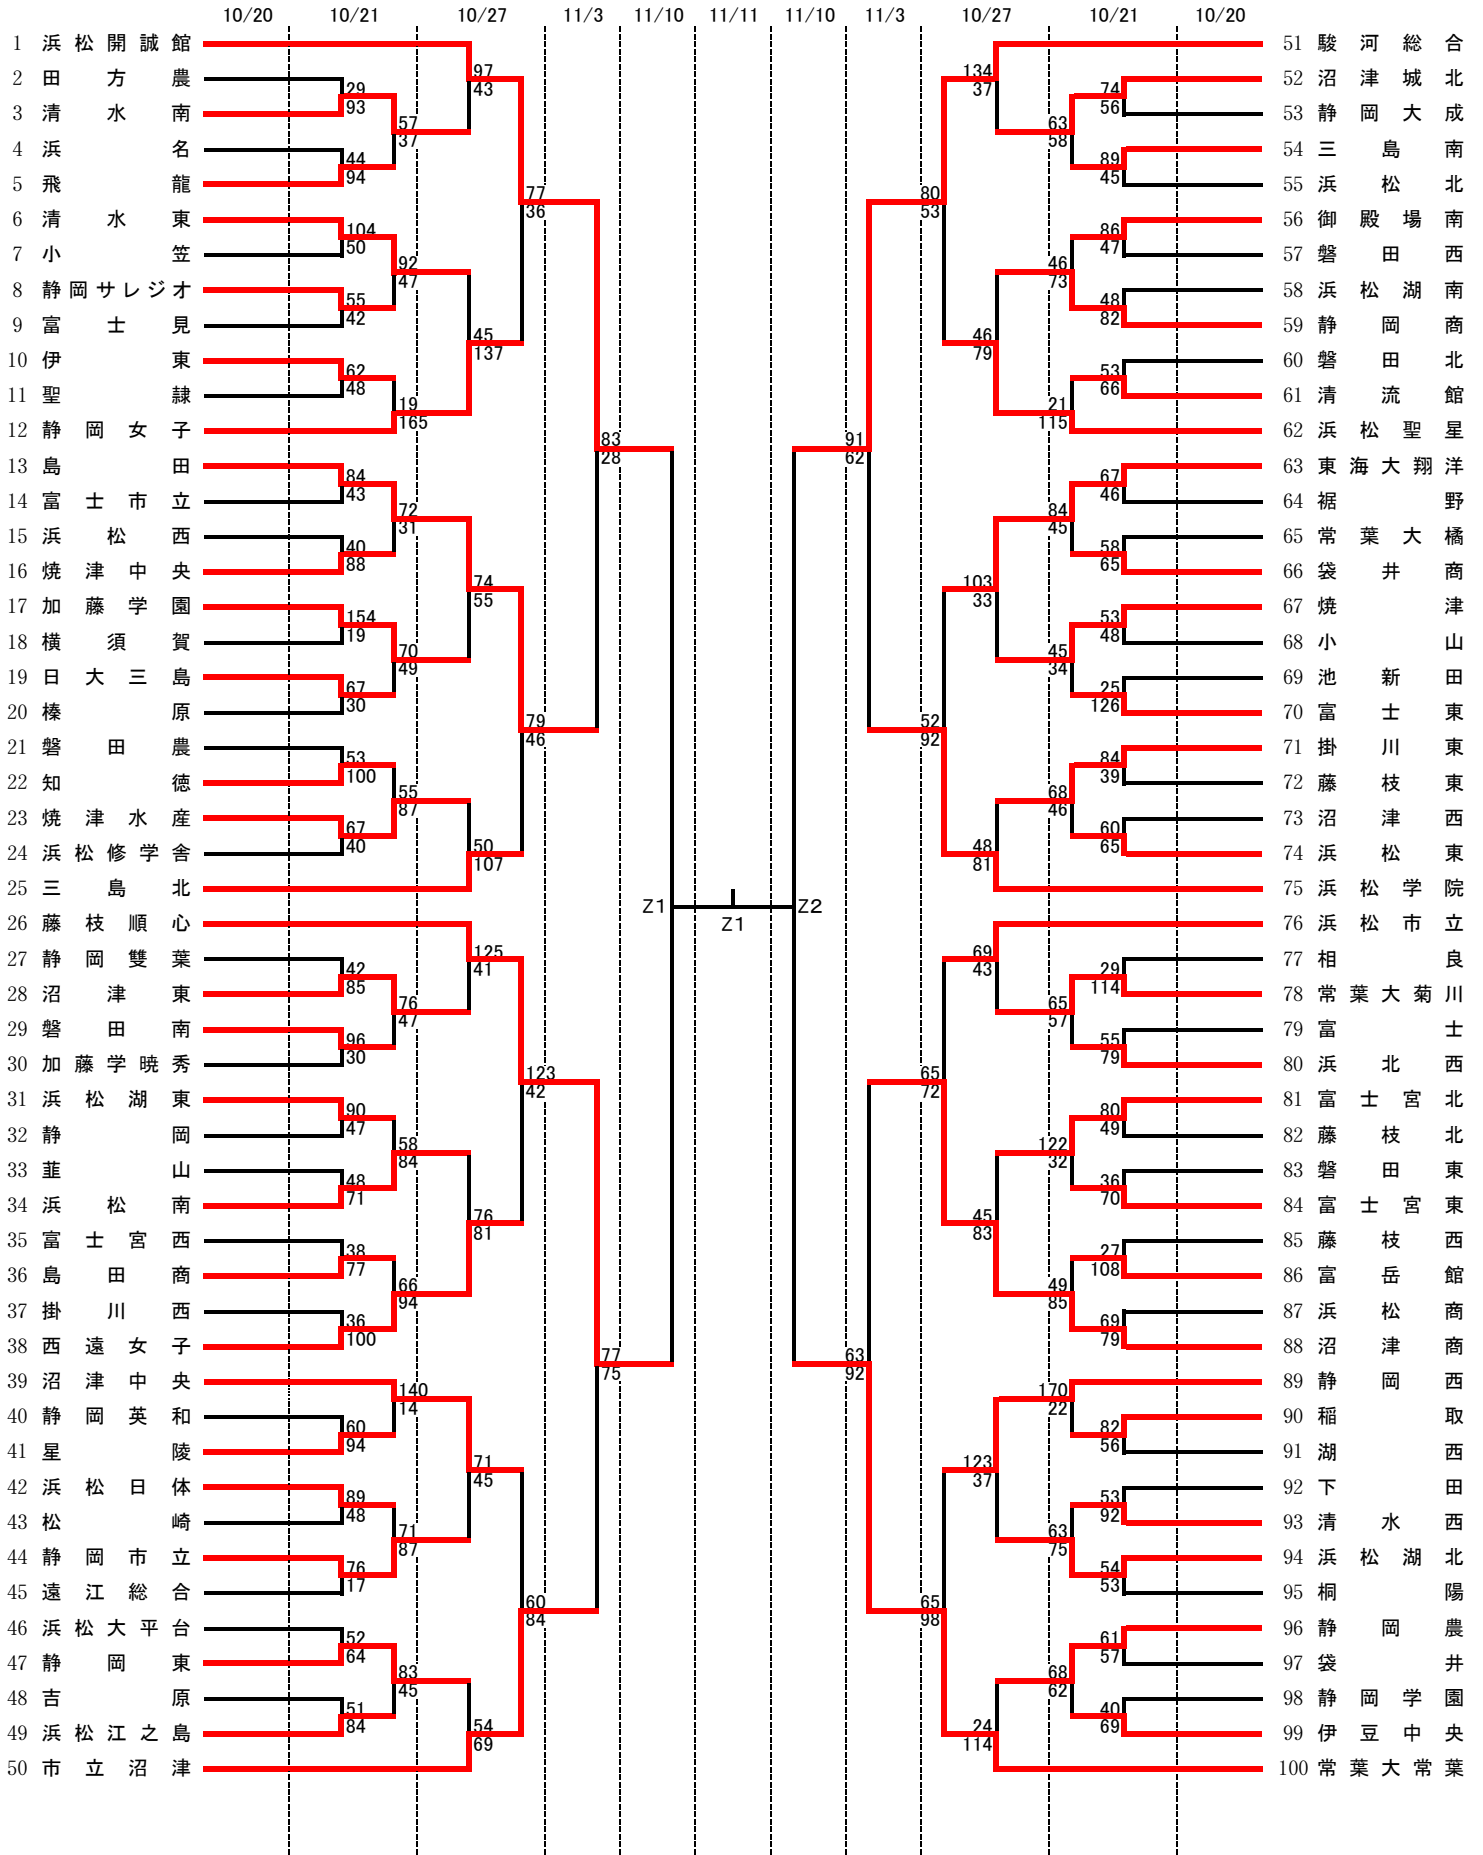 10/20 10/21 10/27 11/3 11/10 11/11 11/10 11/3 10/27 10/21 10/20
1 浜松開誠館
2 田方農
3 清水南
4 浜名
5 飛龍
6 清水東
7 小笠
8 静岡サレジオ
9 富士見
10 伊東
11 聖隷
12 静岡女子
13 島田
14 富士市立
15 浜松西
16 焼津中央
17 加藤学園
18 横須賀
19 日大三島
20 榛原
21 磐田農
22 知徳
23 焼津水産
24 浜松修学舎
25 三島北
26 藤枝順心
27 静岡雙葉
28 沼津東
29 磐田南
30 加藤学暁秀
31 浜松湖東
32 静岡
33 韮山
34 浜松南
35 富士宮西
36 島田商
37 掛川西
38 西遠女子
39 沼津中央
40 静岡英和
41 星陵
42 浜松日体
43 松崎
44 静岡市立
45 遠江総合
46 浜松大平台
47 静岡東
48 吉原
49 浜松江之島
50 市立沼津
29
93
44
94
104
50
55
42
62
48
84
43
40
88
154
19
67
30
53
100
67
40
42
85
96
30
90
47
48
71
38
77
36
100
60
94
89
48
76
17
52
64
51
84
57
37
92
47
19
165
72
31
70
49
55
87
76
47
58
84
66
94
140
14
71
87
83
45
97
43
45
137
74
55
50
107
125
41
76
81
71
45
54
69
77
36
79
46
123
42
60
84
83
28
77
75
Z1
Z1
Z2
91
62
63
92
80
53
52
92
65
72
65
98
134
37
46
79
103
33
48
81
69
43
45
83
123
37
24
114
63
58
46
73
21
115
84
45
45
34
68
46
65
57
122
32
49
85
170
22
63
75
68
62
74
56
89
45
86
47
48
82
53
66
67
46
58
65
53
48
25
126
84
39
60
65
29
114
55
79
80
49
36
70
27
108
69
79
82
56
53
92
54
53
61
57
40
69
51 駿河総合
52 沼津城北
53 静岡大成
54 三島南
55 浜松北
56 御殿場南
57 磐田西
58 浜松湖南
59 静岡商
60 磐田北
61 清流館
62 浜松聖星
63 東海大翔洋
64 裾野
65 常葉大橘
66 袋井商
67 焼津
68 小山
69 池新田
70 富士東
71 掛川東
72 藤枝東
73 沼津西
74 浜松東
75 浜松学院
76 浜松市立
77 相良
78 常葉大菊川
79 富士
80 浜北西
81 富士宮北
82 藤枝北
83 磐田東
84 富士宮東
85 藤枝西
86 富岳館
87 浜松商
88 沼津商
89 静岡西
90 稲取
91 湖西
92 下田
93 清水西
94 浜松湖北
95 桐陽
96 静岡農
97 袋井
98 静岡学園
99 伊豆中央
100 常葉大常葉